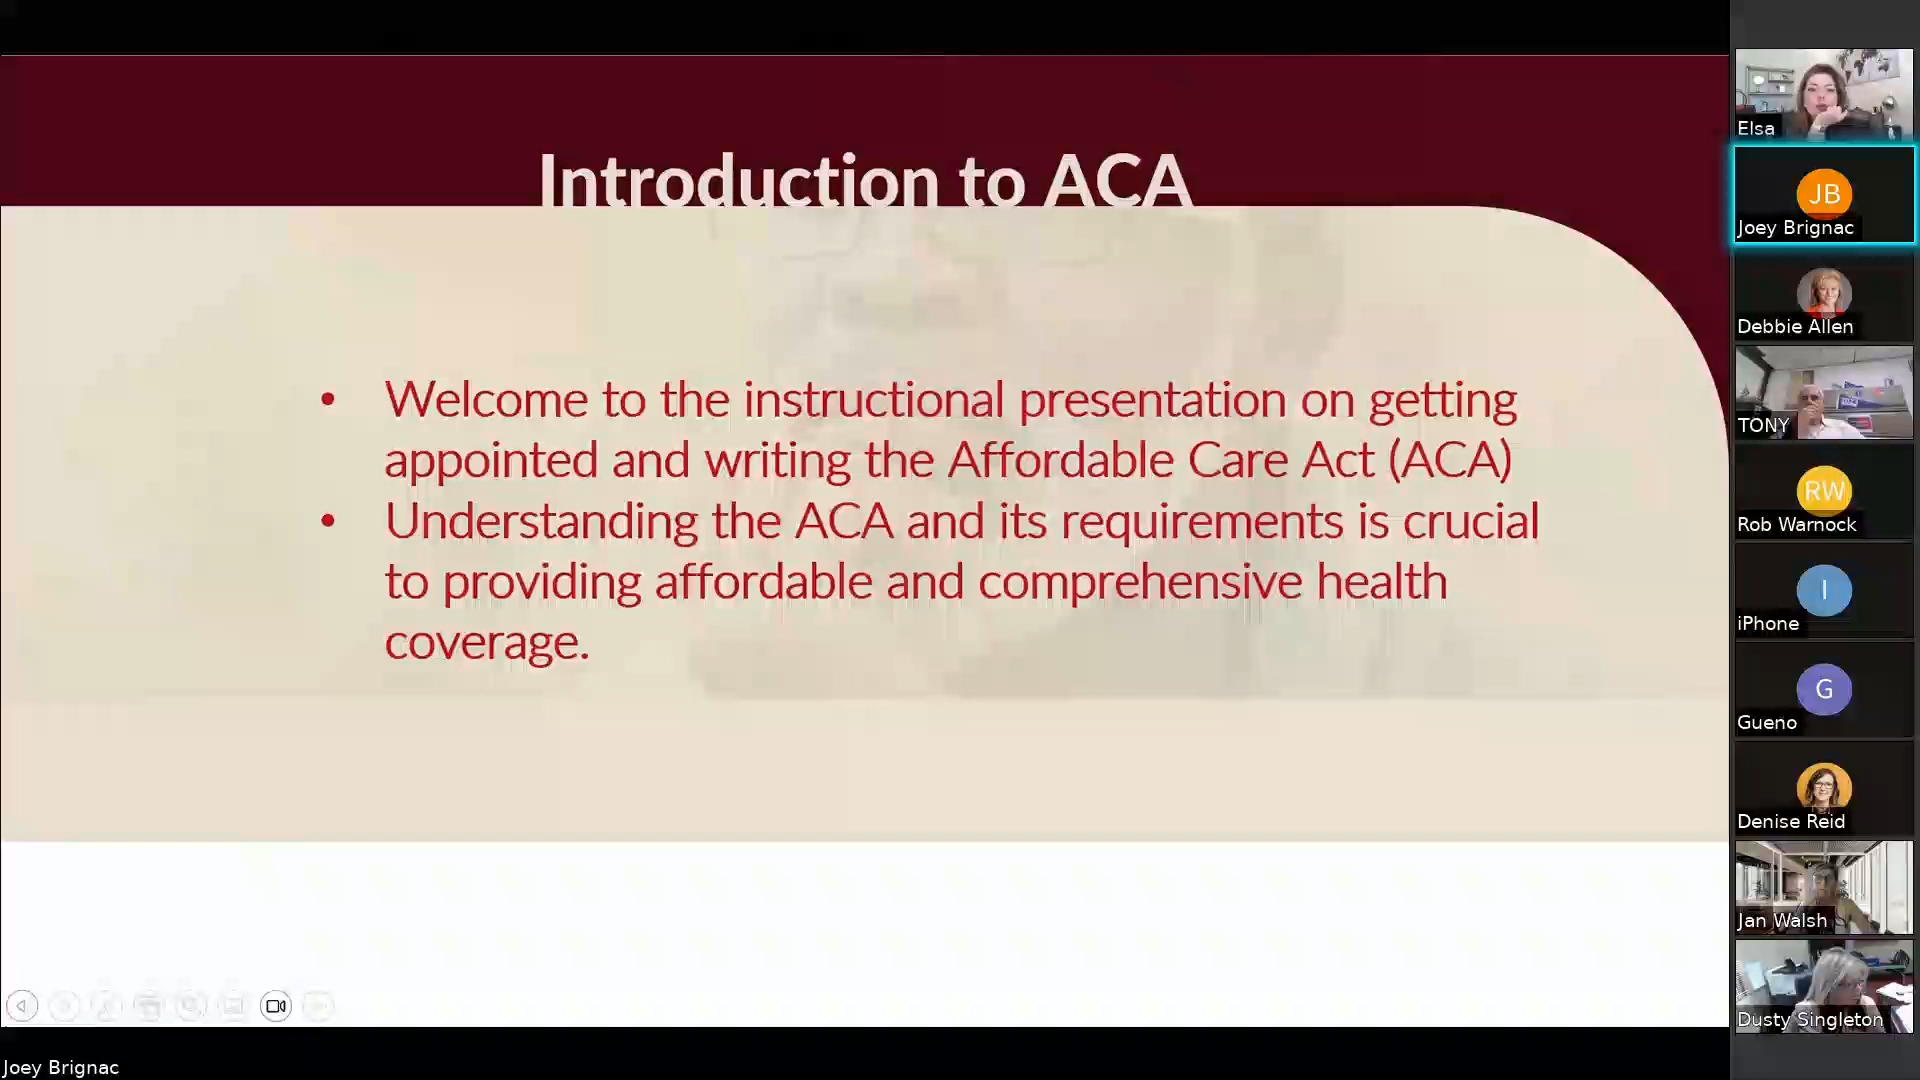 Introduction to ACA
• Welcome to the instructional presentation on getting
appointed and writing the Affordable Care Act (ACA)
• Understanding the ACA and its requirements is crucial
to providing affordable and comprehensive health
coverage.
Elsa
JB
Joey Brignac
Debbie Allen
TONY
RW
Rob Warnock
I
iPhone
G
Gueno
Denise Reid
Jan Walsh
Dusty Singleton
Joey Brignac